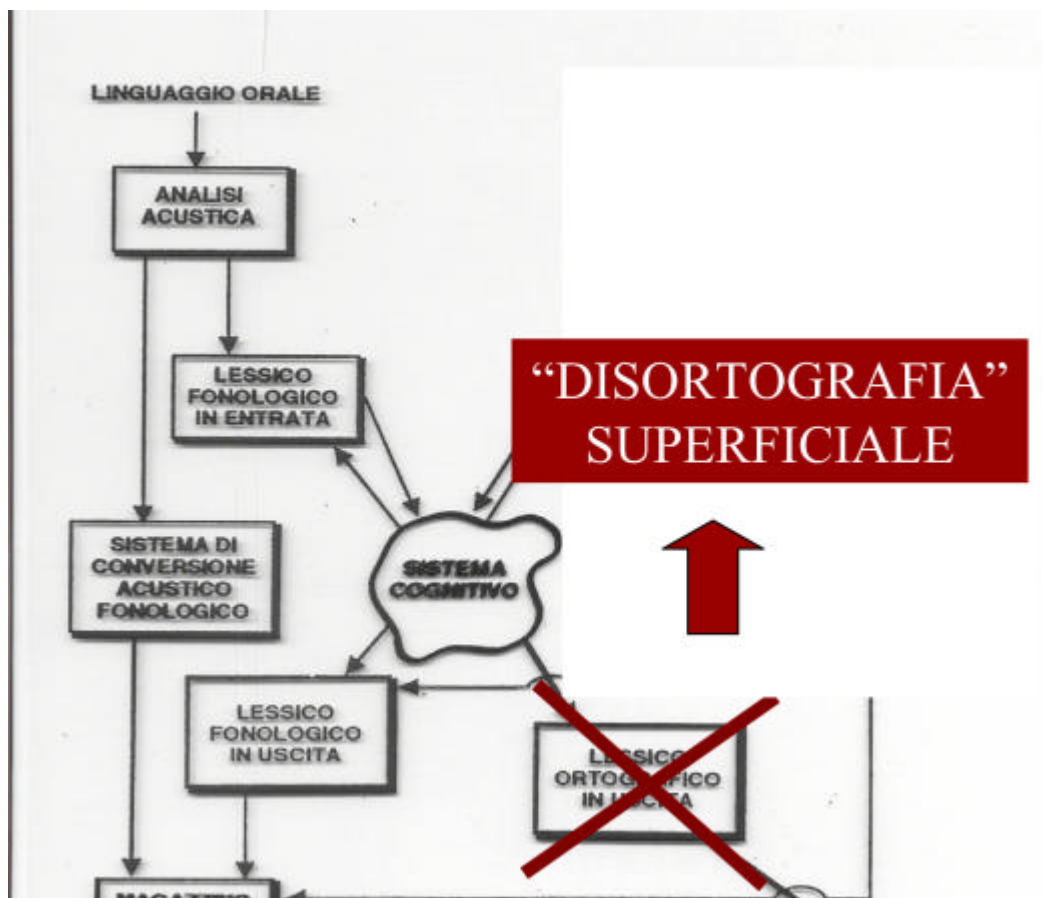 LINGUAGGIO ORALE
ANALISI
ACUSTICA
LESSICO
FONOLOGICO
IN ENTRATA
“DISORTOGRAFIA”
SUPERFICIALE
SISTEMA DI
CONVERSIONE
ACUSTICO
FONOLOGICO
SISTEMA
COGNITIVO
LESSICO
FONOLOGICO
IN USCITA
LESSICO
ORTOGRAFICO
IN USCITA